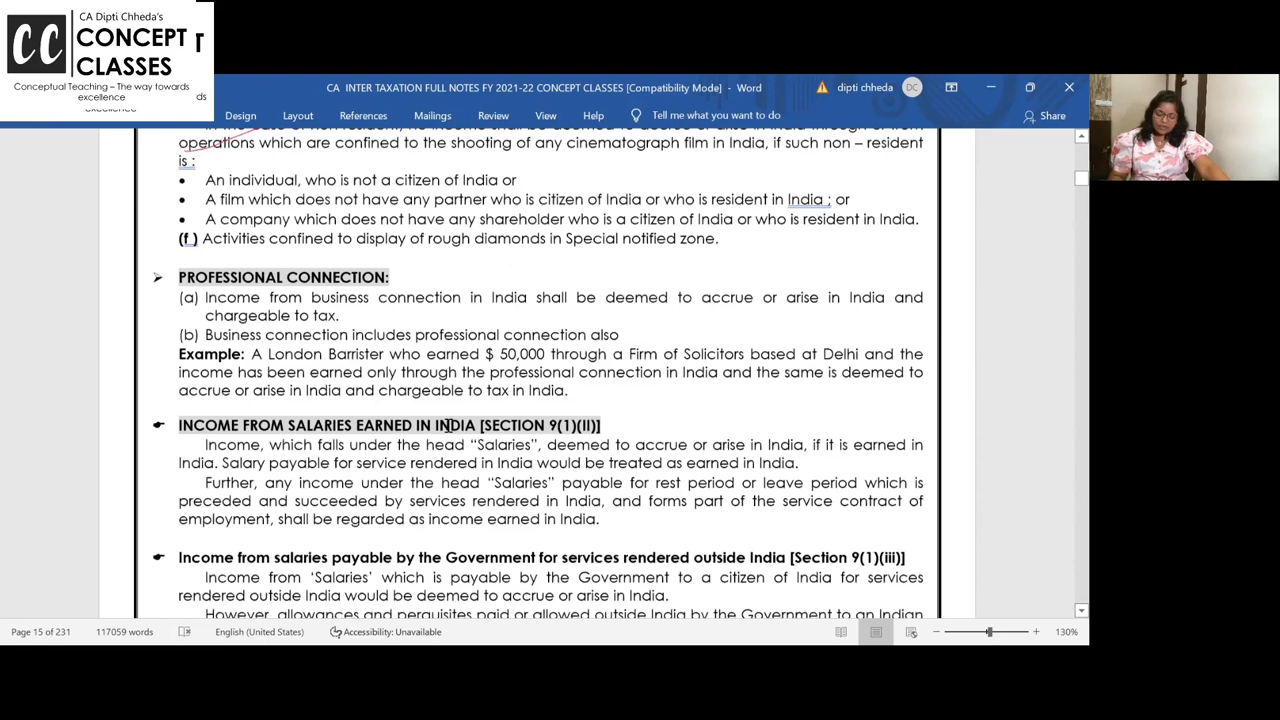 CA Dipti Chheda's
CC CONCEPT
CLASSES
Conceptual Teaching – The way towards
excellence
CA INTER TAXATION FULL NOTES FY 2021-22 CONCEPT CLASSES [Compatibility Mode] - Word
dipti chheda DC
Design Layout References Mailings Review View Help Tell me what you want to do Share
operations which are confined to the shooting of any cinematograph film in India, if such non – resident
is :
• An individual, who is not a citizen of India or
• A film which does not have any partner who is citizen of India or who is resident in India ; or
• A company which does not have any shareholder who is a citizen of India or who is resident in India.
(f ) Activities confined to display of rough diamonds in Special notified zone.
➢ PROFESSIONAL CONNECTION:
(a) Income from business connection in India shall be deemed to accrue or arise in India and
chargeable to tax.
(b) Business connection includes professional connection also
Example: A London Barrister who earned $ 50,000 through a Firm of Solicitors based at Delhi and the
income has been earned only through the professional connection in India and the same is deemed to
accrue or arise in India and chargeable to tax in India.
☛ INCOME FROM SALARIES EARNED IN INDIA [SECTION 9(1)(II)]
Income, which falls under the head “Salaries”, deemed to accrue or arise in India, if it is earned in
India. Salary payable for service rendered in India would be treated as earned in India.
Further, any income under the head “Salaries” payable for rest period or leave period which is
preceded and succeeded by services rendered in India, and forms part of the service contract of
employment, shall be regarded as income earned in India.
☛ Income from salaries payable by the Government for services rendered outside India [Section 9(1)(iii)]
Income from ‘Salaries’ which is payable by the Government to a citizen of India for services
rendered outside India would be deemed to accrue or arise in India.
However, allowances and perquisites paid or allowed outside India by the Government to an Indian
Page 15 of 231 117059 words English (United States) Accessibility: Unavailable 130%